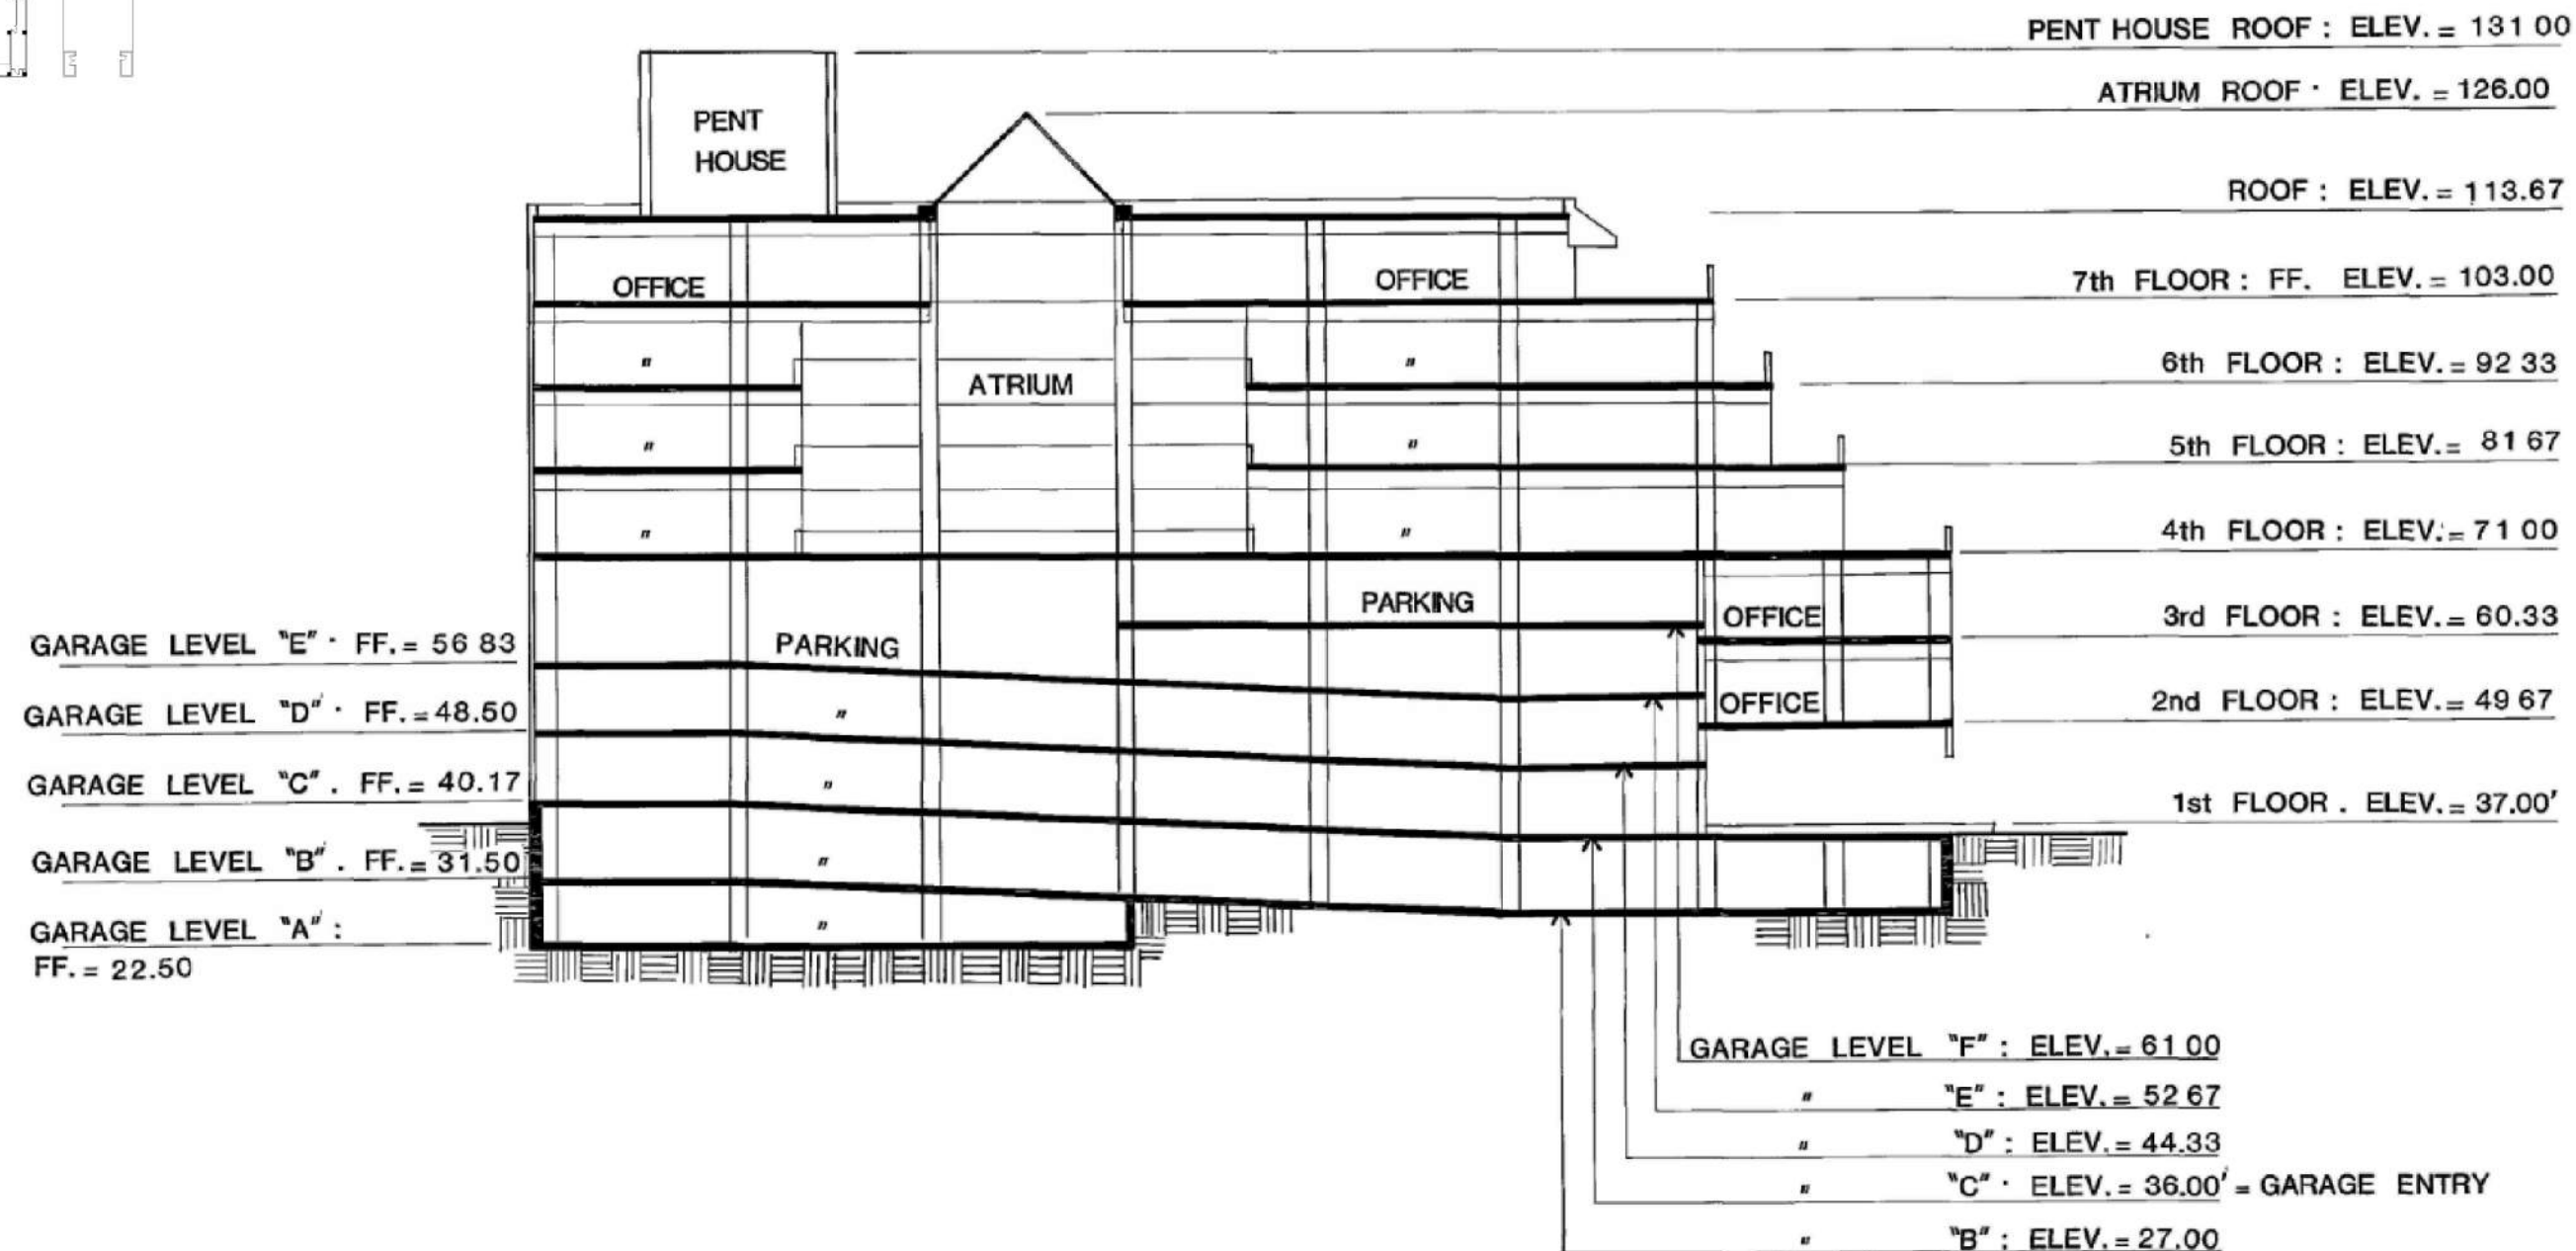 PENT HOUSE ROOF : ELEV. = 131 00
ATRIUM ROOF · ELEV. = 126.00
PENT
HOUSE
ROOF : ELEV. = 113.67
OFFICE
OFFICE
7th FLOOR : FF. ELEV. = 103.00
" "
6th FLOOR : ELEV. = 92 33
ATRIUM
" "
5th FLOOR : ELEV. = 81 67
" "
4th FLOOR : ELEV. = 71 00
PARKING
OFFICE
3rd FLOOR : ELEV. = 60.33
GARAGE LEVEL "E" · FF. = 56 83
PARKING
OFFICE
2nd FLOOR : ELEV. = 49 67
GARAGE LEVEL "D" · FF. = 48.50
"
GARAGE LEVEL "C" . FF. = 40.17
"
1st FLOOR . ELEV. = 37.00'
GARAGE LEVEL "B" . FF. = 31.50
"
GARAGE LEVEL "A" :
FF. = 22.50
"
GARAGE LEVEL "F" : ELEV. = 61 00
" "E" : ELEV. = 52 67
" "D" : ELEV. = 44.33
" "C" · ELEV. = 36.00' = GARAGE ENTRY
" "B" : ELEV. = 27.00